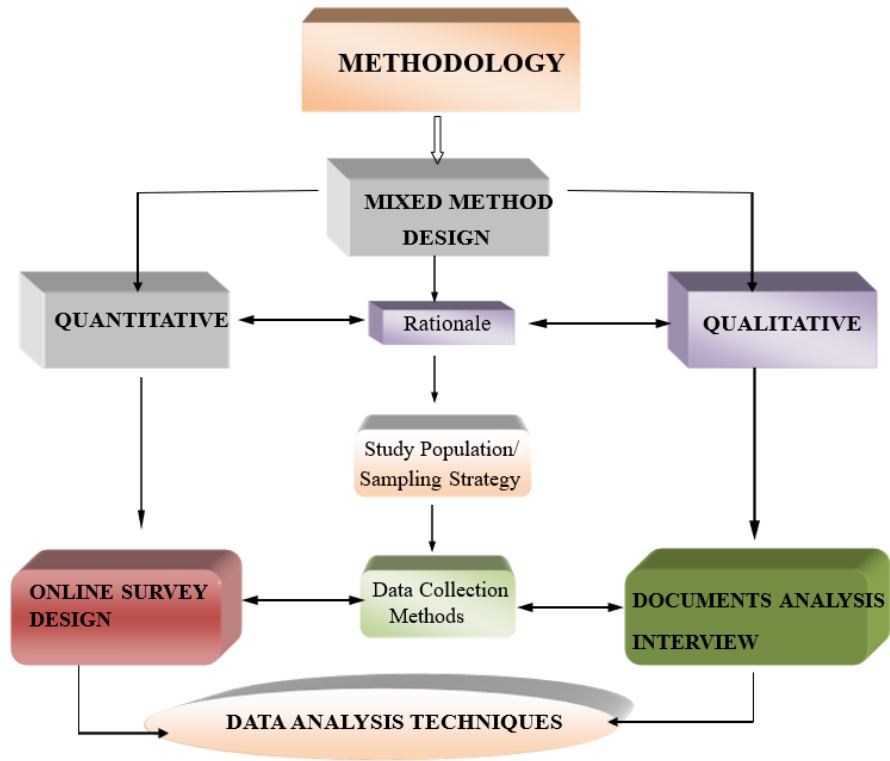 METHODOLOGY
MIXED METHOD
DESIGN
QUANTITATIVE
Rationale
QUALITATIVE
Study Population/
Sampling Strategy
ONLINE SURVEY
DESIGN
Data Collection
Methods
DOCUMENTS ANALYSIS
INTERVIEW
DATA ANALYSIS TECHNIQUES